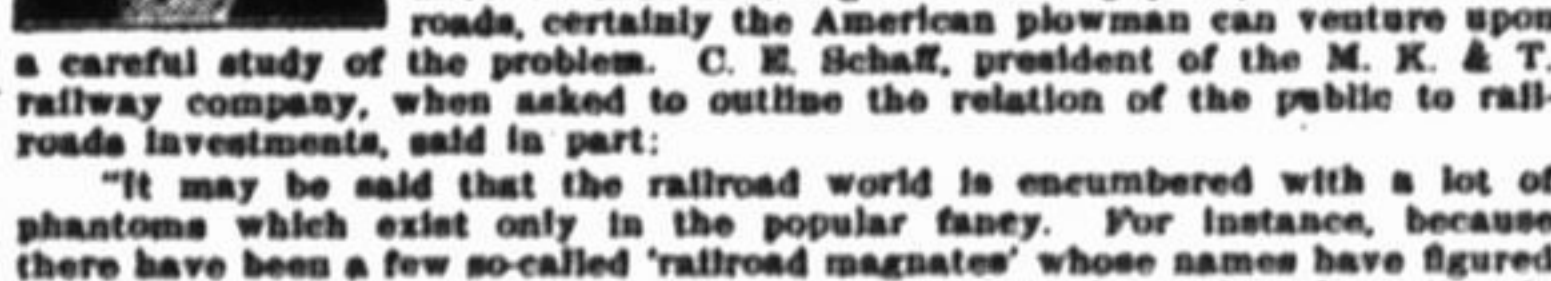 roads, certainly the American plowman can venture upon
a careful study of the problem. C. E. Schaff, president of the M. K. & T.
railway company, when asked to outline the relation of the public to rail-
roads investments, said in part:
"It may be said that the railroad world is encumbered with a lot of
phantoms which exist only in the popular fancy. For instance, because
there have been a few so-called 'railroad magnates' whose names have figured